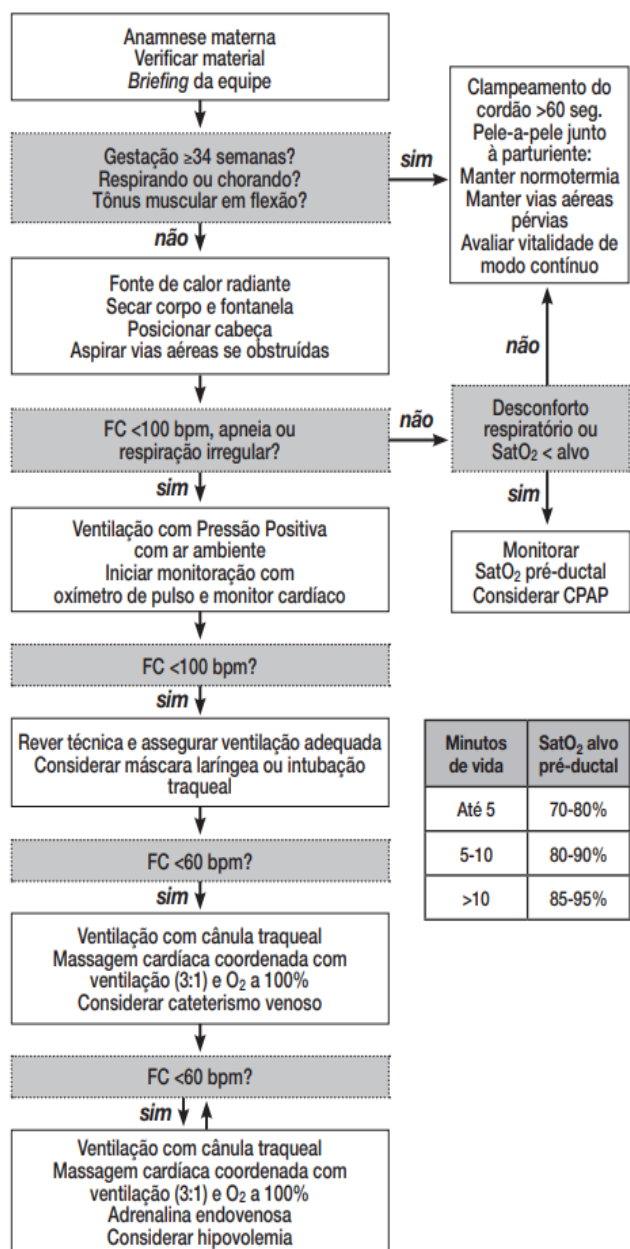 Anamnese materna
Verificar material
Briefing da equipe
Gestação ≥34 semanas?
Respirando ou chorando?
Tônus muscular em flexão?
sim
Clampeamento do
cordão >60 seg.
Pele-a-pele junto
à parturiente:
Manter normotermia
Manter vias aéreas
pérvias
Avaliar vitalidade de
modo contínuo
não
Fonte de calor radiante
Secar corpo e fontanela
Posicionar cabeça
Aspirar vias aéreas se obstruídas
não
FC <100 bpm, apneia ou
respiração irregular?
não
Desconforto
respiratório ou
SatO₂ < alvo
sim
sim
Ventilação com Pressão Positiva
com ar ambiente
Iniciar monitoração com
oxímetro de pulso e monitor cardíaco
Monitorar
SatO₂ pré-ductal
Considerar CPAP
FC <100 bpm?
sim
Rever técnica e assegurar ventilação adequada
Considerar máscara laríngea ou intubação
traqueal
Minutos
de vida
SatO₂ alvo
pré-ductal
Até 5
70-80%
5-10
80-90%
>10
85-95%
FC <60 bpm?
sim
Ventilação com cânula traqueal
Massagem cardíaca coordenada com
ventilação (3:1) e O₂ a 100%
Considerar cateterismo venoso
FC <60 bpm?
sim
Ventilação com cânula traqueal
Massagem cardíaca coordenada com
ventilação (3:1) e O₂ a 100%
Adrenalina endovenosa
Considerar hipovolemia